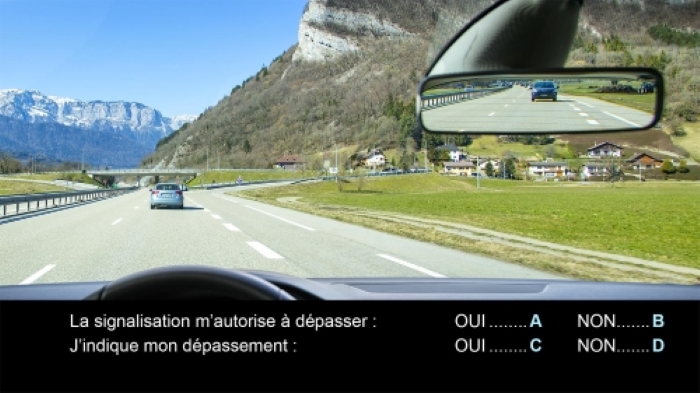 La signalisation m'autorise à dépasser : OUI ........ A NON....... B
J'indique mon dépassement : OUI ........ C NON....... D